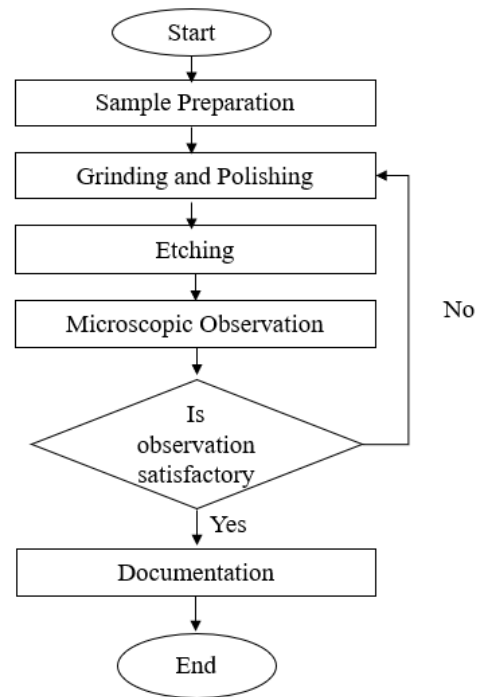 Start
Sample Preparation
Grinding and Polishing
Etching
Microscopic Observation
No
Is
observation
satisfactory
Yes
Documentation
End